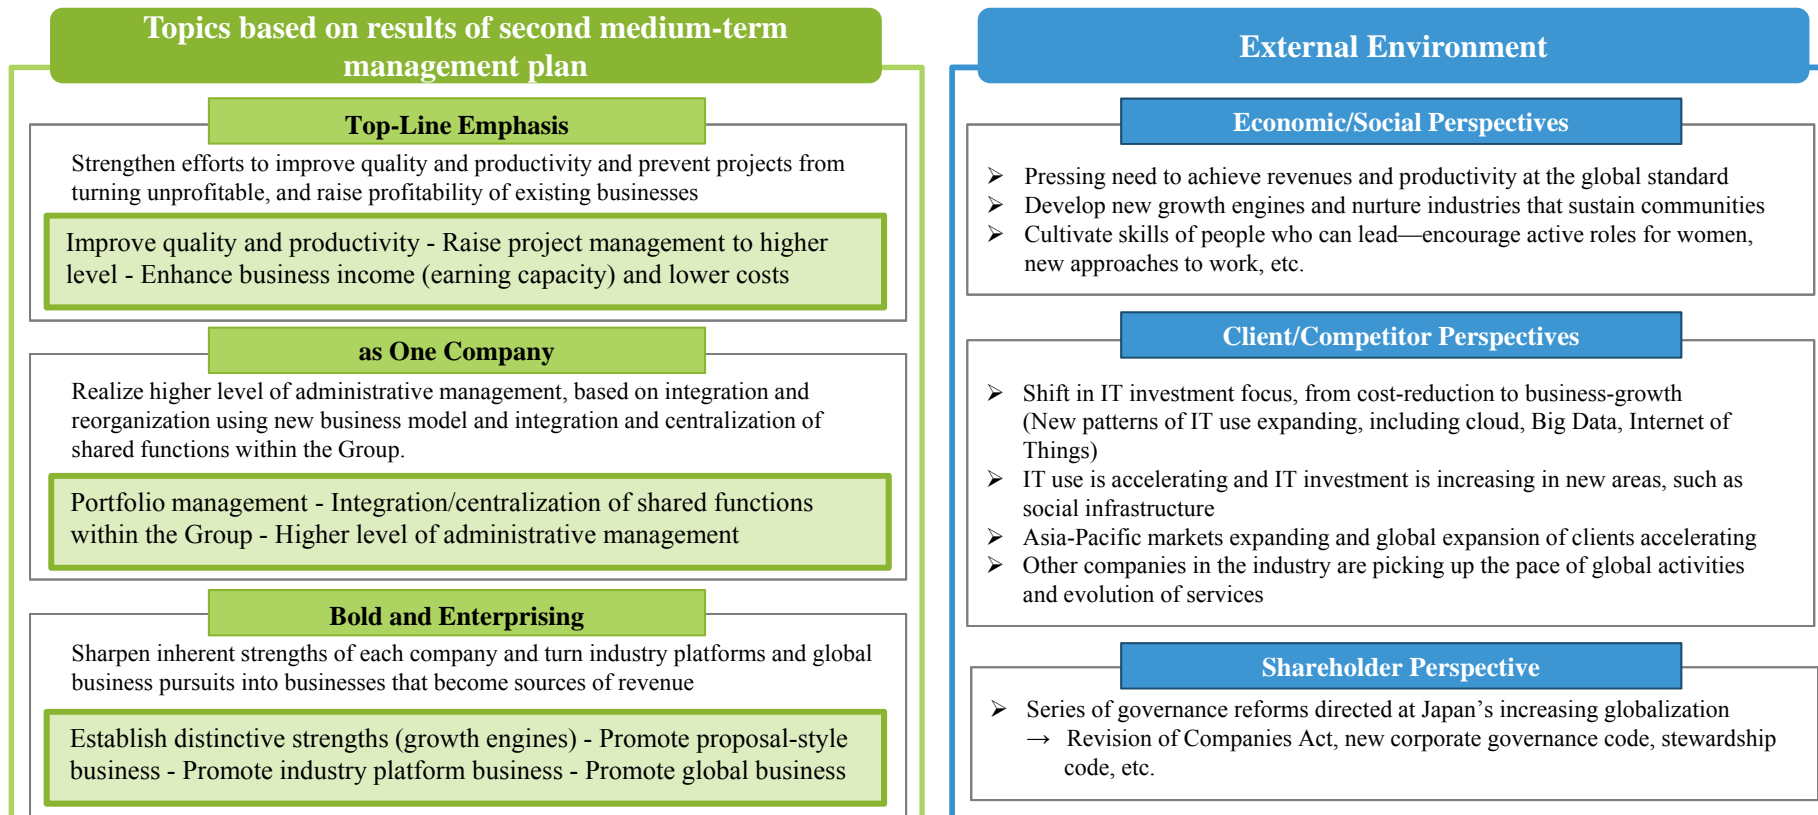 Topics based on results of second medium-term
management plan
Top-Line Emphasis
Strengthen efforts to improve quality and productivity and prevent projects from
turning unprofitable, and raise profitability of existing businesses
Improve quality and productivity - Raise project management to higher
level - Enhance business income (earning capacity) and lower costs
as One Company
Realize higher level of administrative management, based on integration and
reorganization using new business model and integration and centralization of
shared functions within the Group.
Portfolio management - Integration/centralization of shared functions
within the Group - Higher level of administrative management
Bold and Enterprising
Sharpen inherent strengths of each company and turn industry platforms and global
business pursuits into businesses that become sources of revenue
Establish distinctive strengths (growth engines) - Promote proposal-style
business - Promote industry platform business - Promote global business
External Environment
Economic/Social Perspectives
➢ Pressing need to achieve revenues and productivity at the global standard
➢ Develop new growth engines and nurture industries that sustain communities
➢ Cultivate skills of people who can lead—encourage active roles for women,
new approaches to work, etc.
Client/Competitor Perspectives
➢ Shift in IT investment focus, from cost-reduction to business-growth
(New patterns of IT use expanding, including cloud, Big Data, Internet of
Things)
➢ IT use is accelerating and IT investment is increasing in new areas, such as
social infrastructure
➢ Asia-Pacific markets expanding and global expansion of clients accelerating
➢ Other companies in the industry are picking up the pace of global activities
and evolution of services
Shareholder Perspective
➢ Series of governance reforms directed at Japan’s increasing globalization
→ Revision of Companies Act, new corporate governance code, stewardship
code, etc.